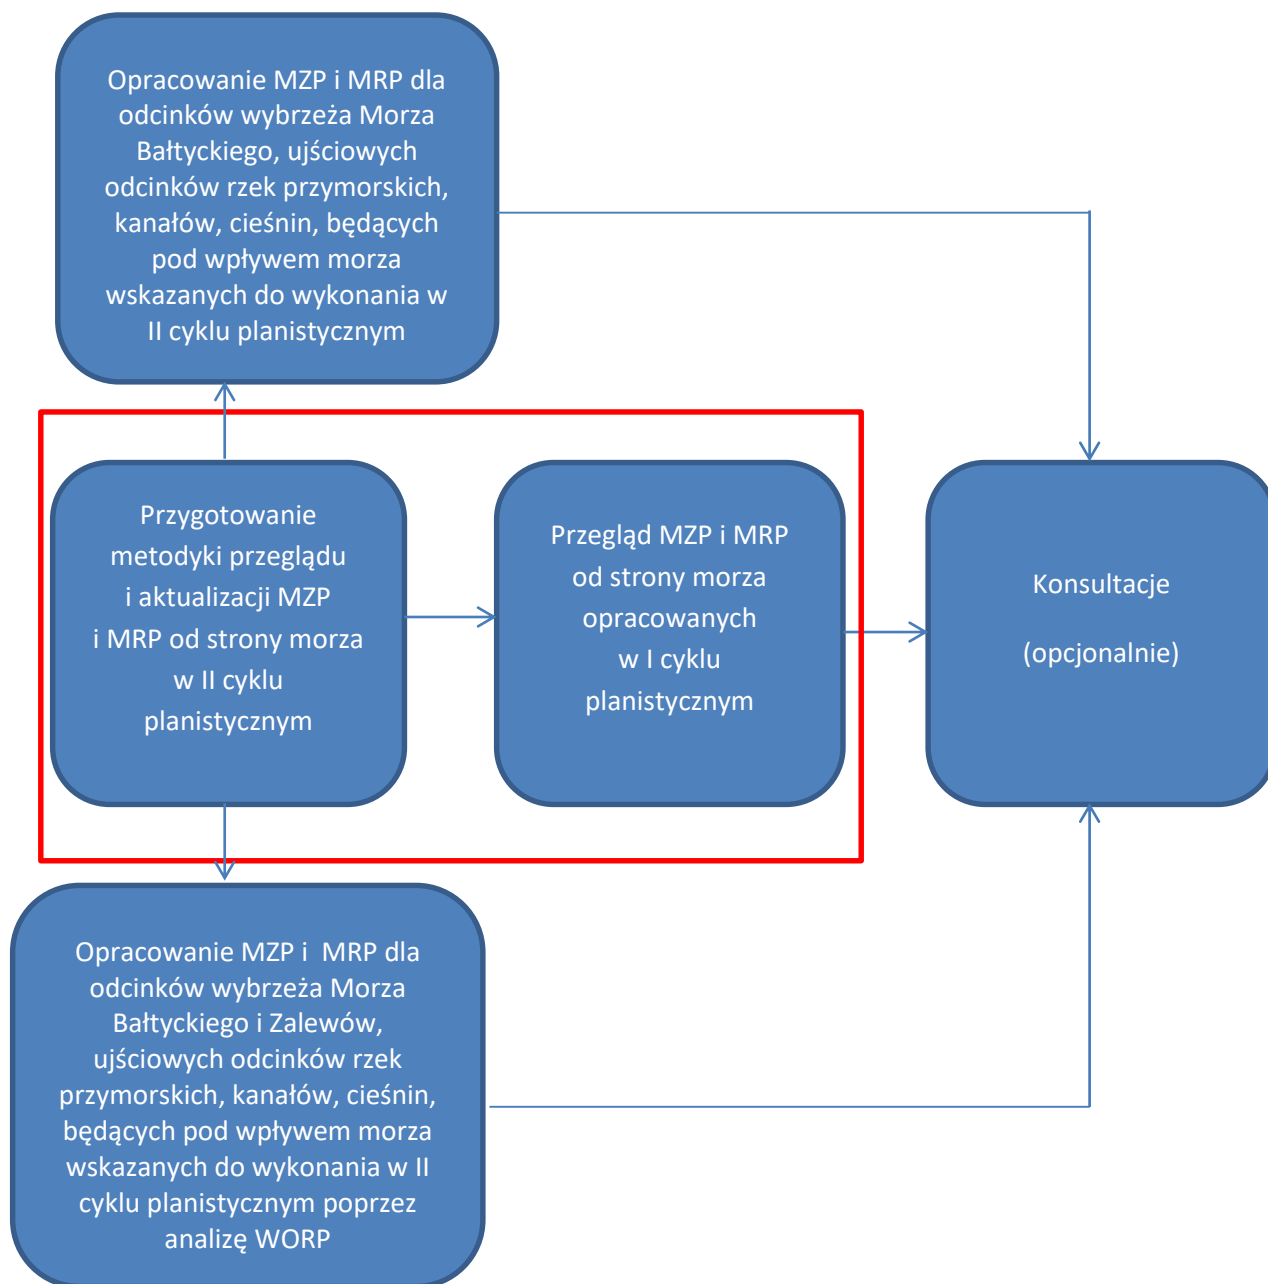 Opracowanie MZP i MRP dla
odcinków wybrzeża Morza
Bałtyckiego, ujściowych
odcinków rzek przymorskich,
kanałów, cieśnin, będących
pod wpływem morza
wskazanych do wykonania w
II cyklu planistycznym
Przygotowanie
metodyki przeglądu
i aktualizacji MZP
i MRP od strony morza
w II cyklu
planistycznym
Przegląd MZP i MRP
od strony morza
opracowanych
w I cyklu
planistycznym
Konsultacje
(opcjonalnie)
Opracowanie MZP i  MRP dla
odcinków wybrzeża Morza
Bałtyckiego i Zalewów,
ujściowych odcinków rzek
przymorskich, kanałów, cieśnin,
będących pod wpływem morza
wskazanych do wykonania w II
cyklu planistycznym poprzez
analizę WORP